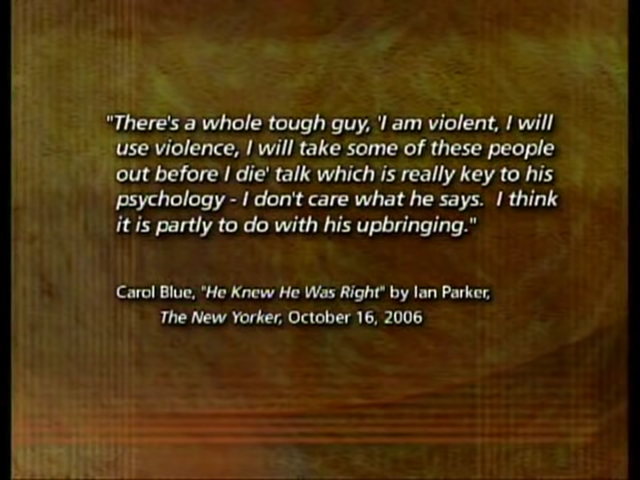 "There's a whole tough guy, 'I am violent, I will
use violence, I will take some of these people
out before I die' talk which is really key to his
psychology - I don't care what he says.  I think
it is partly to do with his upbringing."
Carol Blue, "He Knew He Was Right" by Ian Parker,
The New Yorker, October 16, 2006